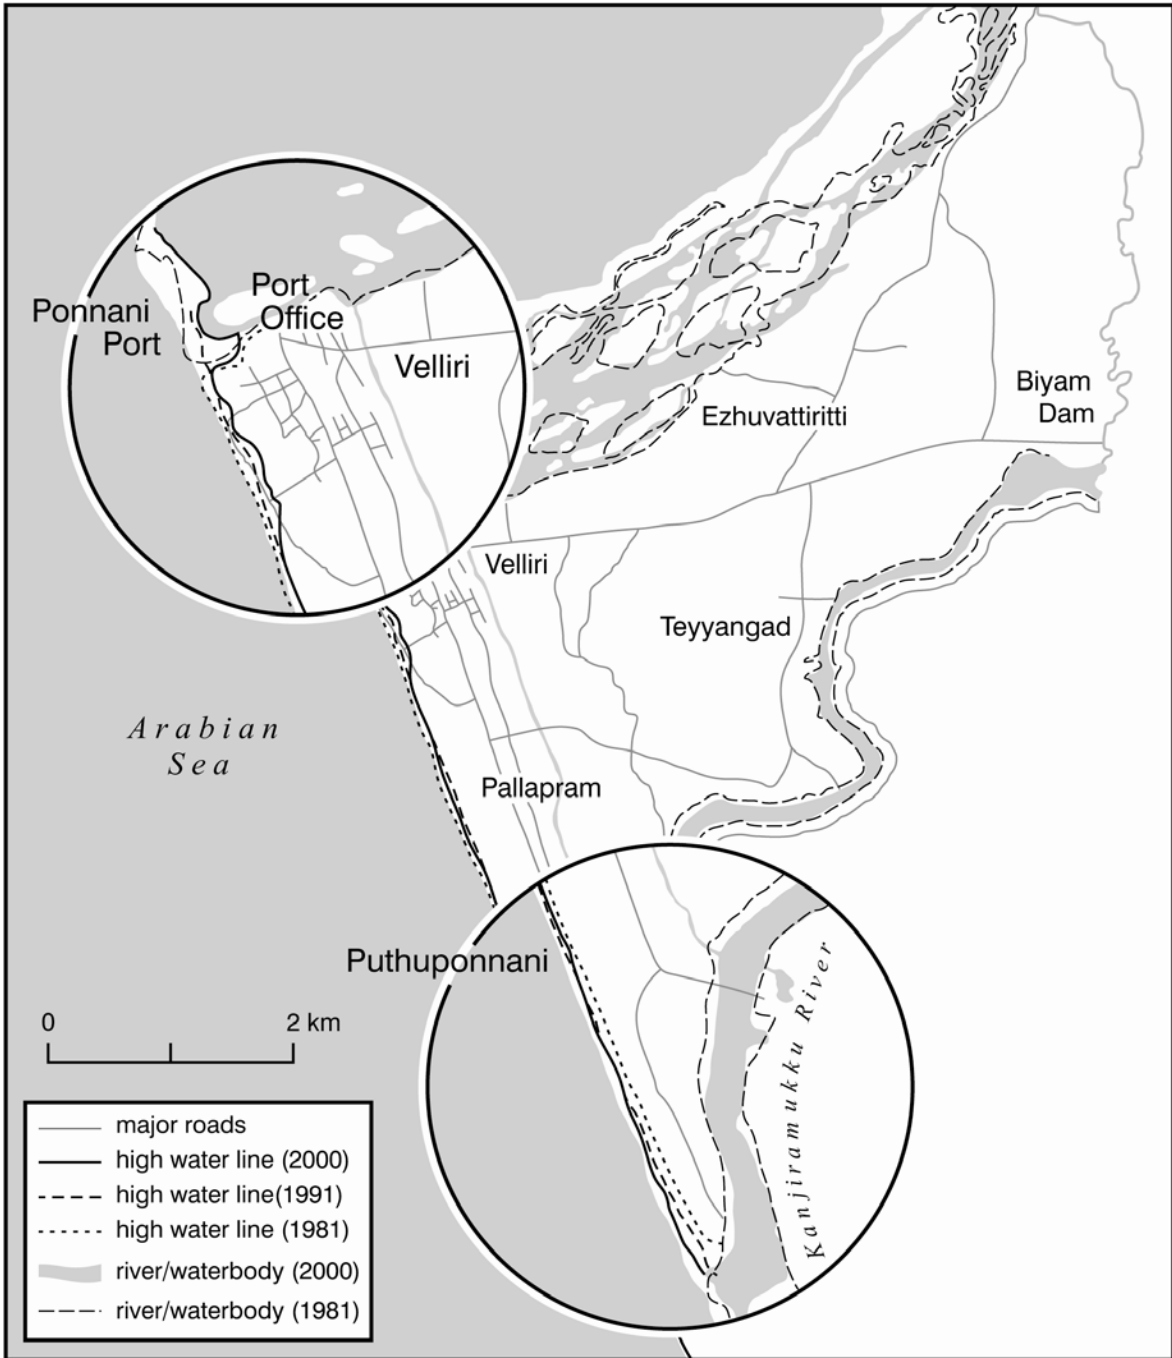 Ponnani
Port
Port
Office
Velliri
Ezhuvattiritti
Biyam
Dam
Velliri
Teyyangad
Arabian
Sea
Pallapram
Puthuponnani
Kanjiramukku River
0 2 km
major roads
high water line (2000)
high water line(1991)
high water line (1981)
river/waterbody (2000)
river/waterbody (1981)